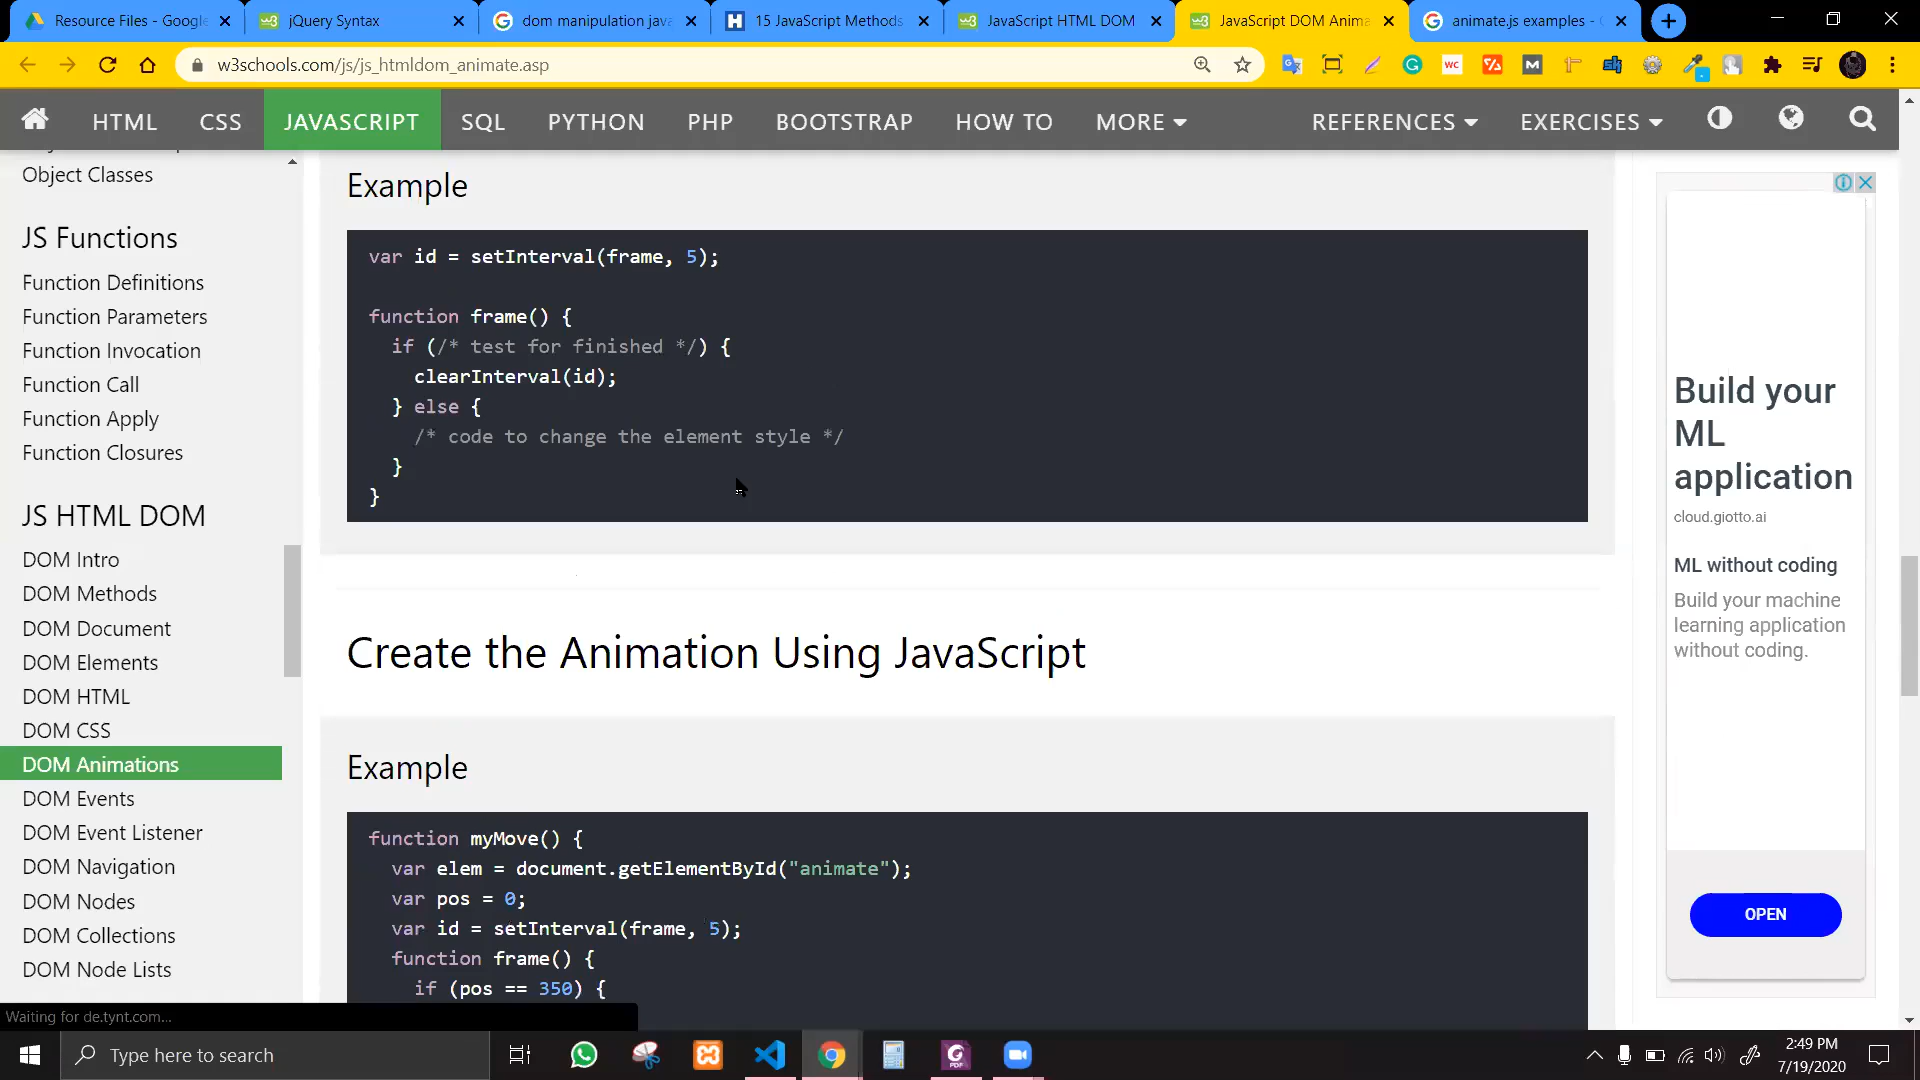 Resource Files - Google
jQuery Syntax
dom manipulation java
15 JavaScript Methods
JavaScript HTML DOM
JavaScript DOM Anima
animate.js examples -
w3schools.com/js/js_htmldom_animate.asp
HTML CSS JAVASCRIPT SQL PYTHON PHP BOOTSTRAP HOW TO MORE REFERENCES EXERCISES
Object Classes
JS Functions
Function Definitions
Function Parameters
Function Invocation
Function Call
Function Apply
Function Closures
JS HTML DOM
DOM Intro
DOM Methods
DOM Document
DOM Elements
DOM HTML
DOM CSS
DOM Animations
DOM Events
DOM Event Listener
DOM Navigation
DOM Nodes
DOM Collections
DOM Node Lists
Example
var id = setInterval(frame, 5);
function frame() {
if (/* test for finished */) {
clearInterval(id);
} else {
/* code to change the element style */
}
}
Create the Animation Using JavaScript
Example
function myMove() {
var elem = document.getElementById("animate");
var pos = 0;
var id = setInterval(frame, 5);
function frame() {
if (pos == 350) {
Build your
ML
application
cloud.giotto.ai
ML without coding
Build your machine
learning application
without coding.
OPEN
Waiting for de.tynt.com...
Type here to search
2:49 PM
7/19/2020